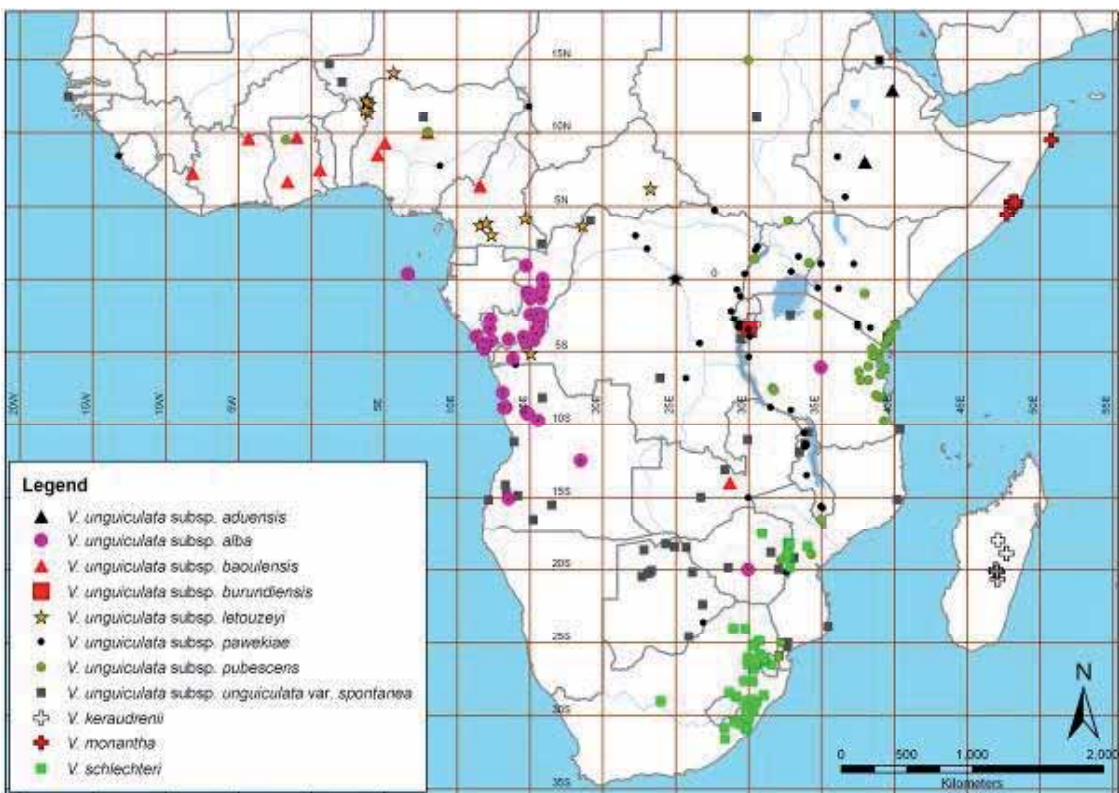 15N
10N
5N
0
5S
10S
15S
20S
25S
30S
35S
20W
15W
10W
5W
5E
10E
15E
20E
25E
30E
35E
40E
45E
50E
55E
Legend
V. unguiculata subsp. aduensis
V. unguiculata subsp. alba
V. unguiculata subsp. baoulensis
V. unguiculata subsp. burundiensis
V. unguiculata subsp. letouzeyi
V. unguiculata subsp. pawekiae
V. unguiculata subsp. pubescens
V. unguiculata subsp. unguiculata var. spontanea
V. keraudrenii
V. monantha
V. schlechteri
N
0 500 1,000 2,000
Kilometers